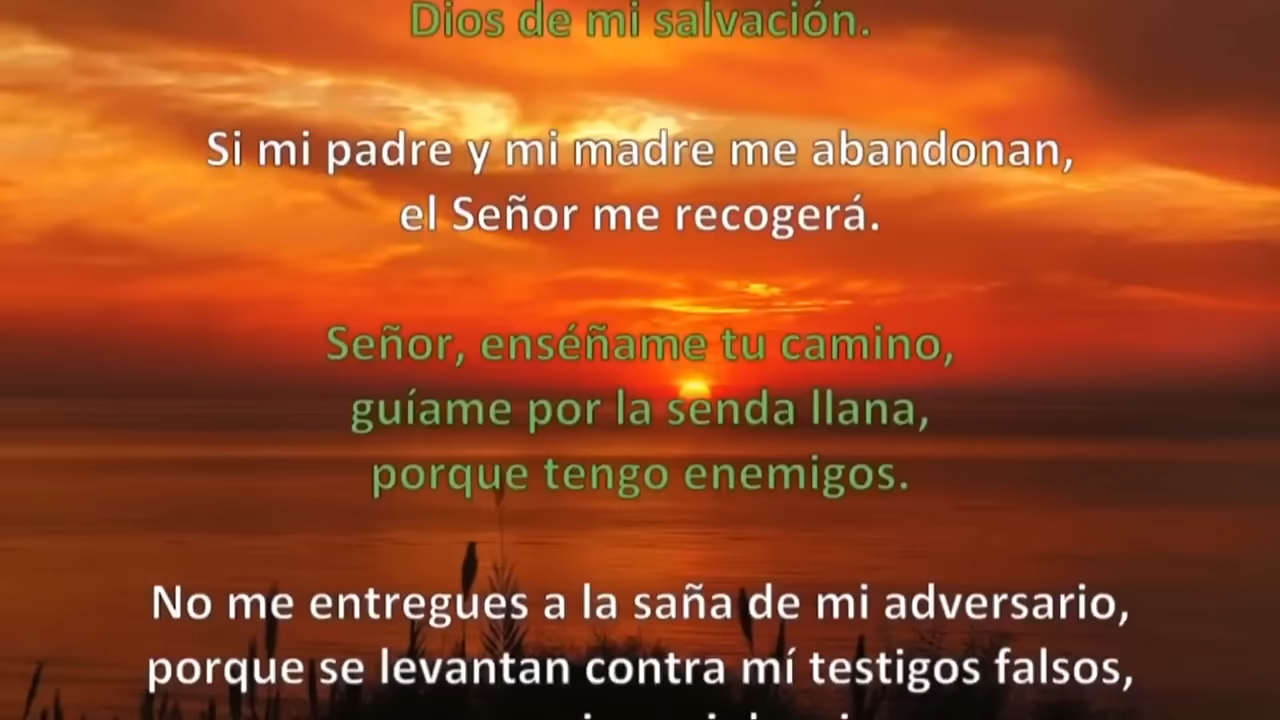 Dios de mi salvación.
Si mi padre y mi madre me abandonan,
el Señor me recogerá.
Señor, enséñame tu camino,
guíame por la senda llana,
porque tengo enemigos.
No me entregues a la saña de mi adversario,
porque se levantan contra mí testigos falsos,